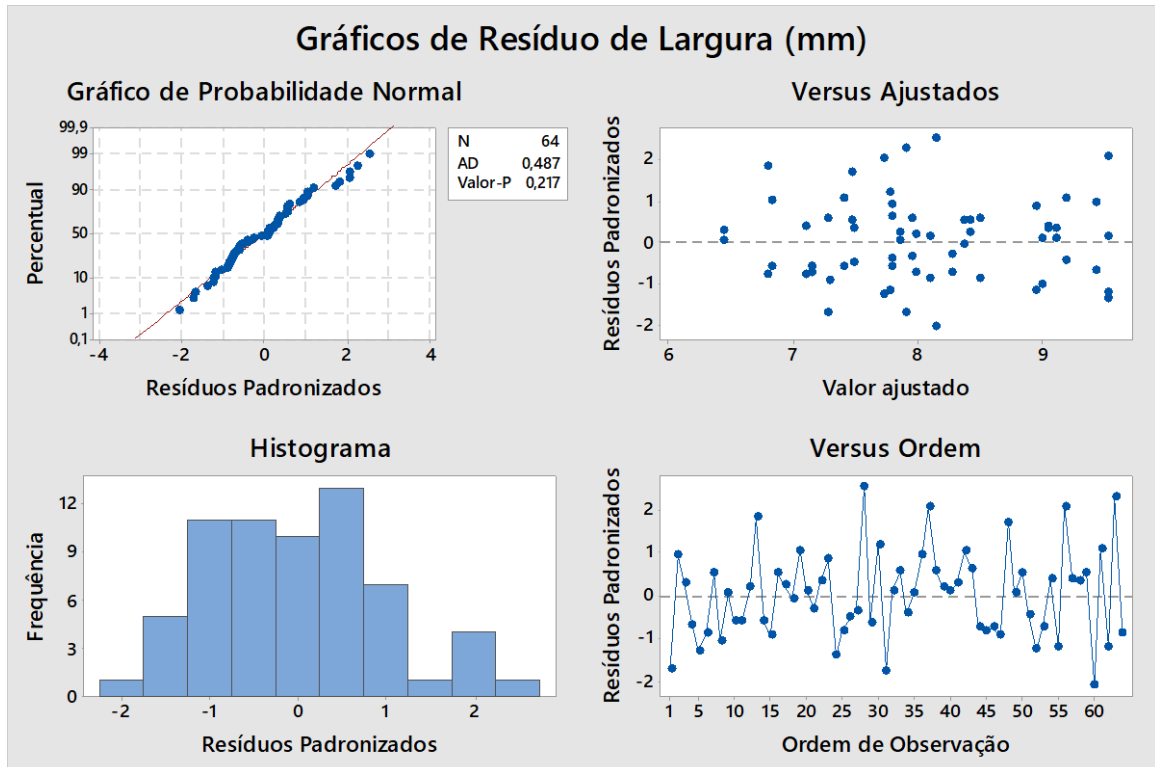 Gráficos de Resíduo de Largura (mm)
Gráfico de Probabilidade Normal
99,9
99
90
50
10
1
0,1
Percentual
-4 -2 0 2 4
Resíduos Padronizados
N 64
AD 0,487
Valor-P 0,217
Versus Ajustados
2
1
0
-1
-2
Resíduos Padronizados
6 7 8 9
Valor ajustado
Histograma
12
9
6
3
0
Frequência
-2 -1 0 1 2
Resíduos Padronizados
Versus Ordem
2
1
0
-1
-2
Resíduos Padronizados
1 5 10 15 20 25 30 35 40 45 50 55 60
Ordem de Observação